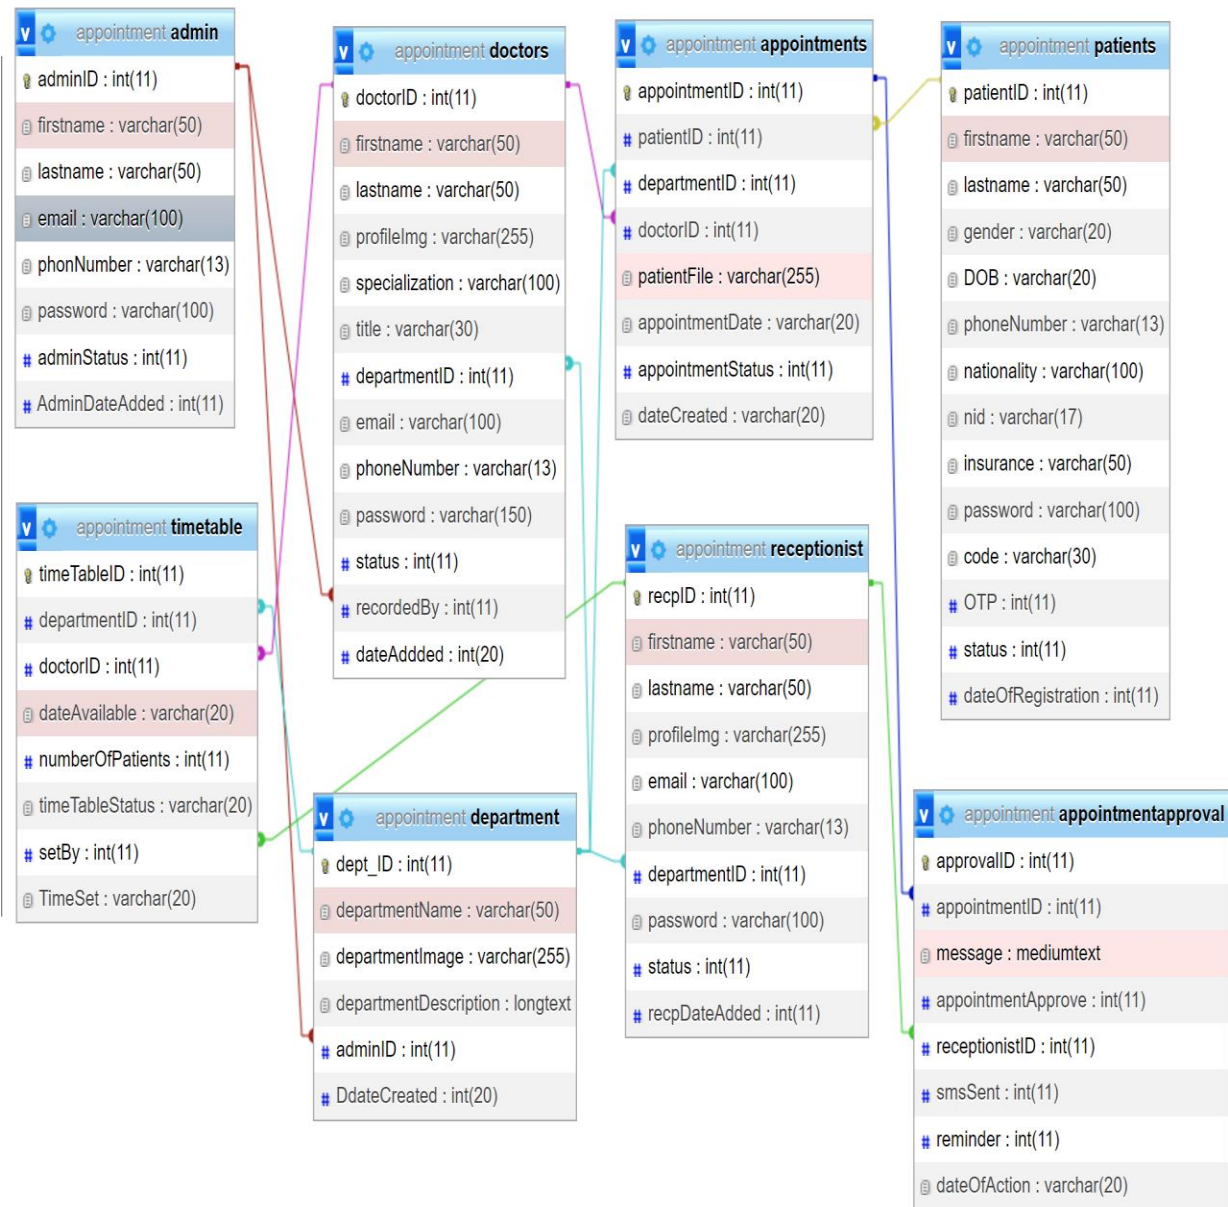 appointment admin
adminID : int(11)
firstname : varchar(50)
lastname : varchar(50)
email : varchar(100)
phonNumber : varchar(13)
password : varchar(100)
adminStatus : int(11)
AdminDateAdded : int(11)
appointment doctors
doctorID : int(11)
firstname : varchar(50)
lastname : varchar(50)
profileImg : varchar(255)
specialization : varchar(100)
title : varchar(30)
departmentID : int(11)
email : varchar(100)
phoneNumber : varchar(13)
password : varchar(150)
status : int(11)
recordedBy : int(11)
dateAddded : int(20)
appointment appointments
appointmentID : int(11)
patientID : int(11)
departmentID : int(11)
doctorID : int(11)
patientFile : varchar(255)
appointmentDate : varchar(20)
appointmentStatus : int(11)
dateCreated : varchar(20)
appointment patients
patientID : int(11)
firstname : varchar(50)
lastname : varchar(50)
gender : varchar(20)
DOB : varchar(20)
phoneNumber : varchar(13)
nationality : varchar(100)
nid : varchar(17)
insurance : varchar(50)
password : varchar(100)
code : varchar(30)
OTP : int(11)
status : int(11)
dateOfRegistration : int(11)
appointment timetable
timeTableID : int(11)
departmentID : int(11)
doctorID : int(11)
dateAvailable : varchar(20)
numberOfPatients : int(11)
timeTableStatus : varchar(20)
setBy : int(11)
TimeSet : varchar(20)
appointment department
dept_ID : int(11)
departmentName : varchar(50)
departmentImage : varchar(255)
departmentDescription : longtext
adminID : int(11)
DdateCreated : int(20)
appointment receptionist
recpID : int(11)
firstname : varchar(50)
lastname : varchar(50)
profileImg : varchar(255)
email : varchar(100)
phoneNumber : varchar(13)
departmentID : int(11)
password : varchar(100)
status : int(11)
recpDateAdded : int(11)
appointment appointmentapproval
approvalID : int(11)
appointmentID : int(11)
message : mediumtext
appointmentApprove : int(11)
receptionistID : int(11)
smsSent : int(11)
reminder : int(11)
dateOfAction : varchar(20)